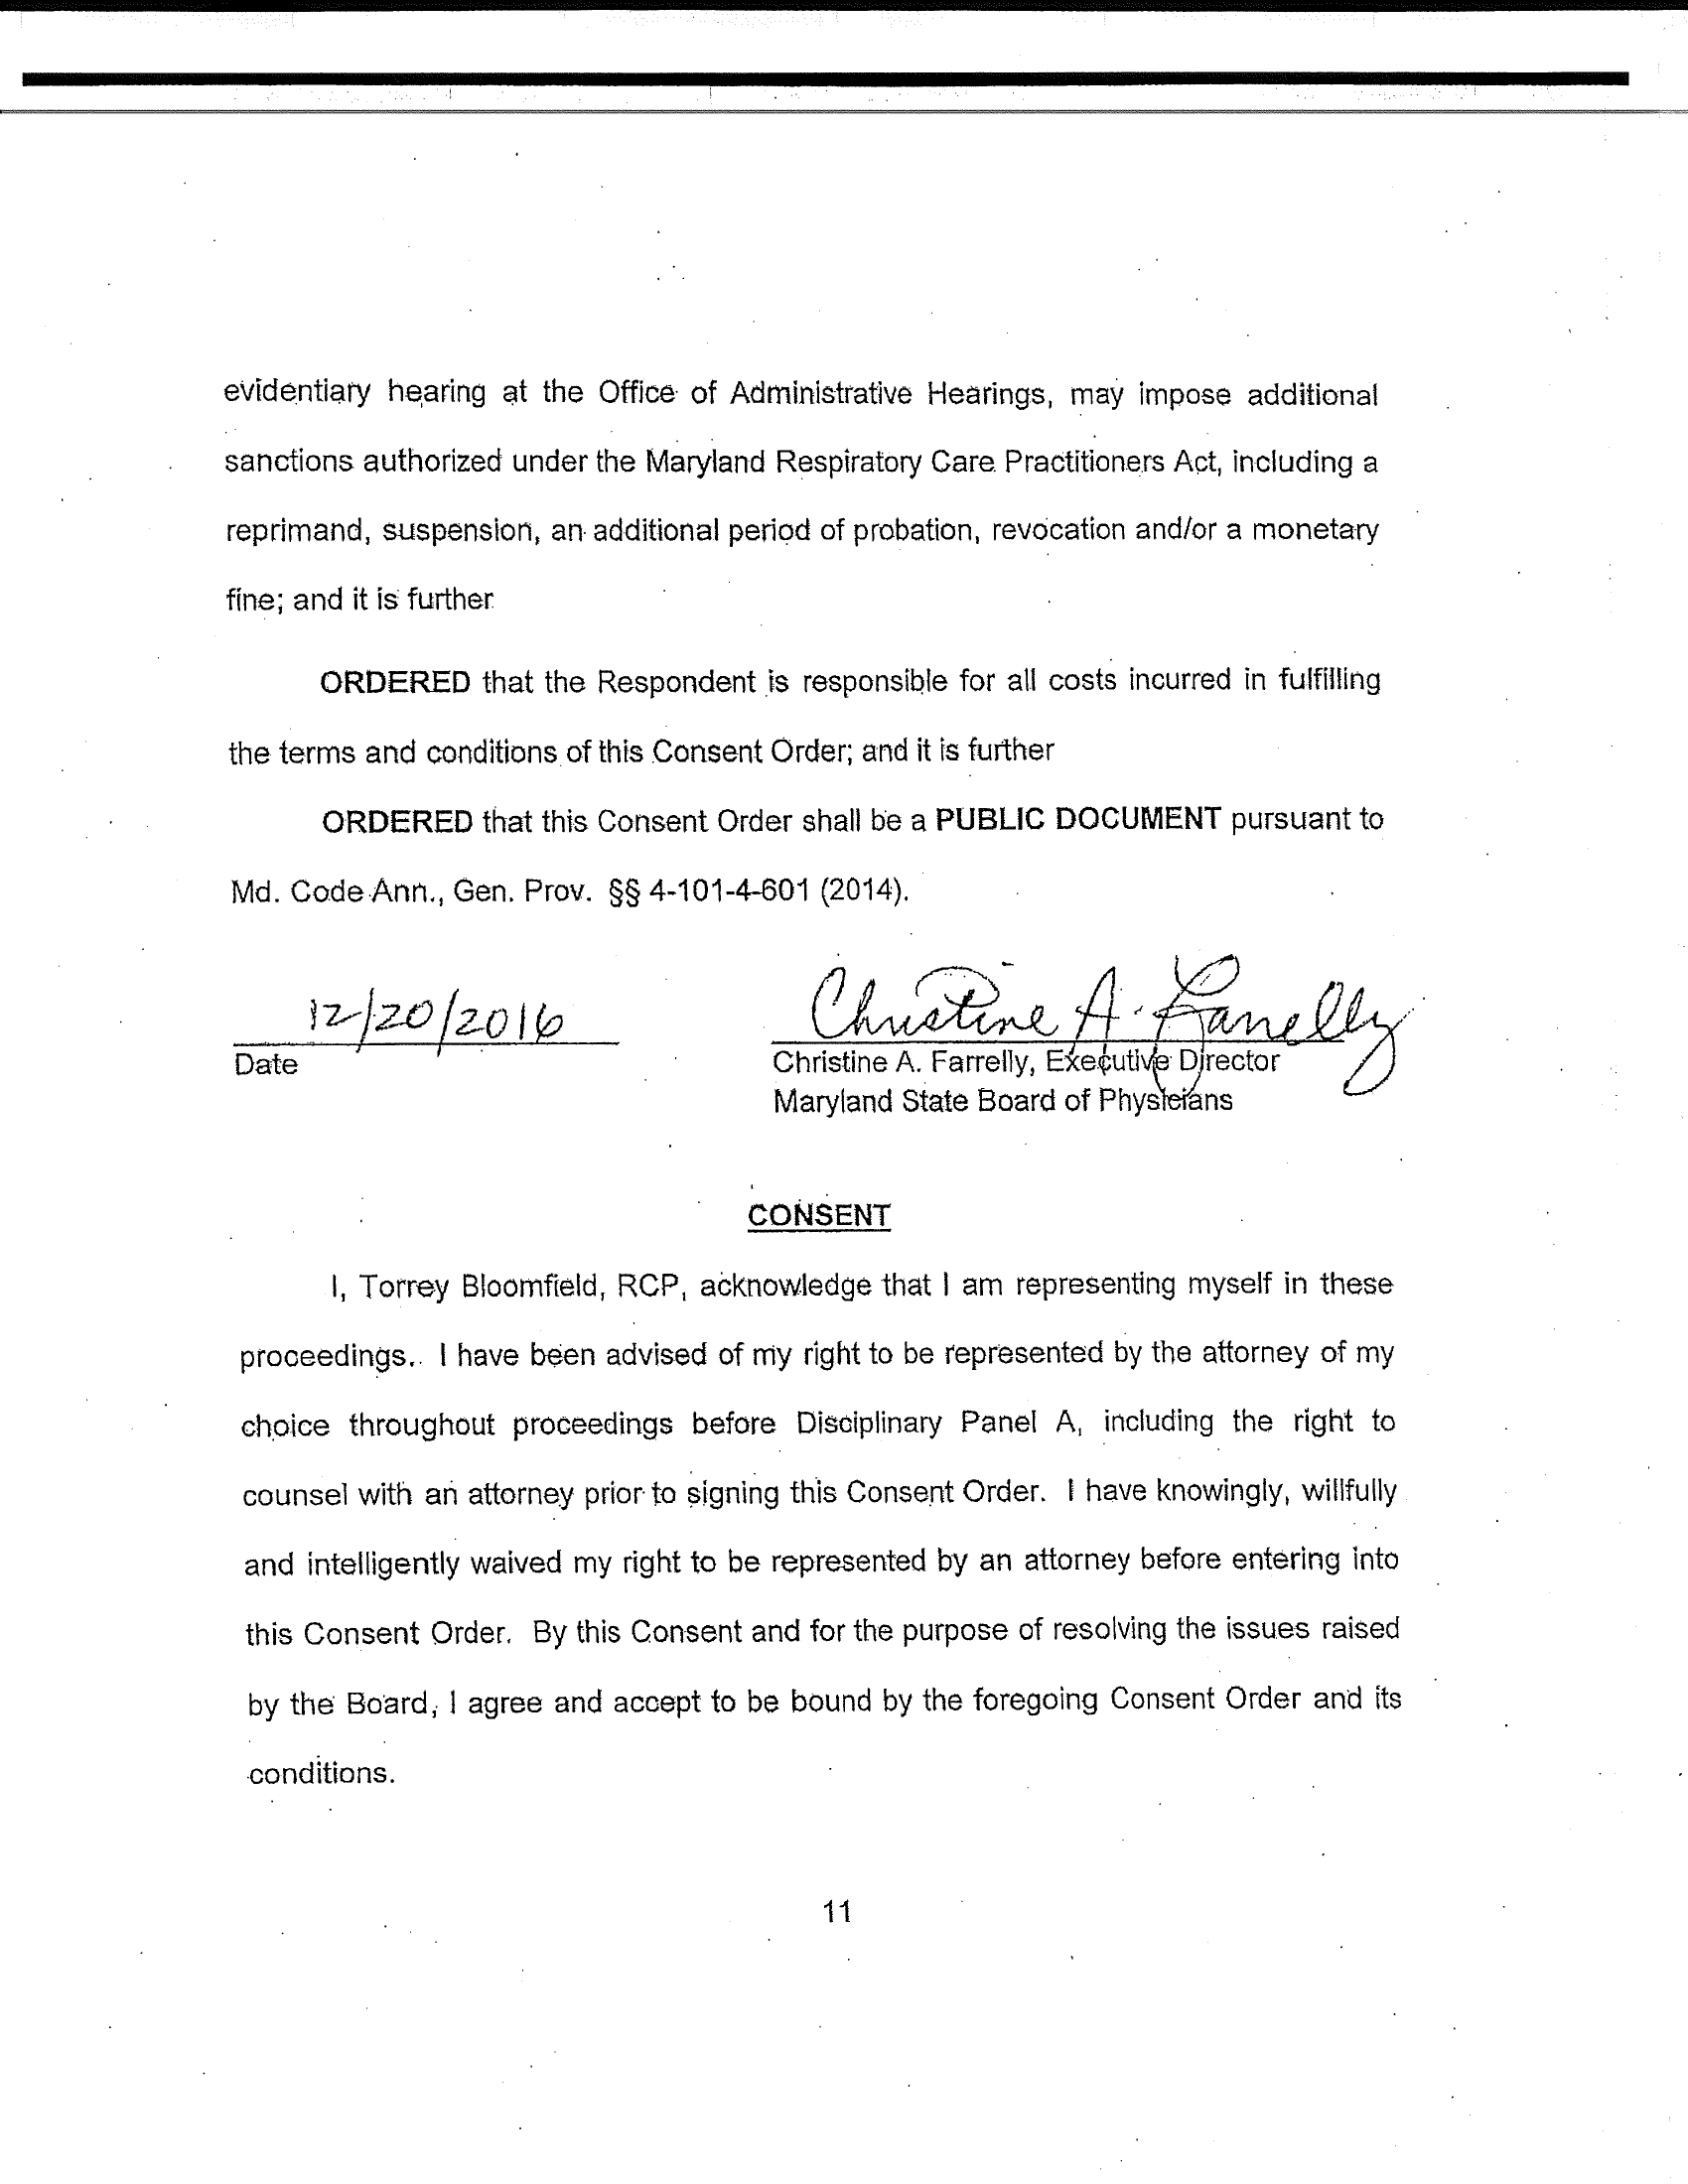 evidentiary hearing at the Office of Administrative Hearings, may impose additional
sanctions authorized under the Maryland Respiratory Care Practitioners Act, including a
reprimand, suspension, an additional period of probation, revocation and/or a monetary
fine; and it is further
ORDERED that the Respondent is responsible for all costs incurred in fulfilling
the terms and conditions of this Consent Order; and it is further
ORDERED that this Consent Order shall be a PUBLIC DOCUMENT pursuant to
Md. Code Ann., Gen. Prov. §§ 4-101-4-601 (2014).
12/20/2016
Date
Christine A. Farrelly
Christine A. Farrelly, Executive Director
Maryland State Board of Physicians
CONSENT
I, Torrey Bloomfield, RCP, acknowledge that I am representing myself in these
proceedings. I have been advised of my right to be represented by the attorney of my
choice throughout proceedings before Disciplinary Panel A, including the right to
counsel with an attorney prior to signing this Consent Order. I have knowingly, willfully
and intelligently waived my right to be represented by an attorney before entering into
this Consent Order. By this Consent and for the purpose of resolving the issues raised
by the Board, I agree and accept to be bound by the foregoing Consent Order and its
conditions.
11